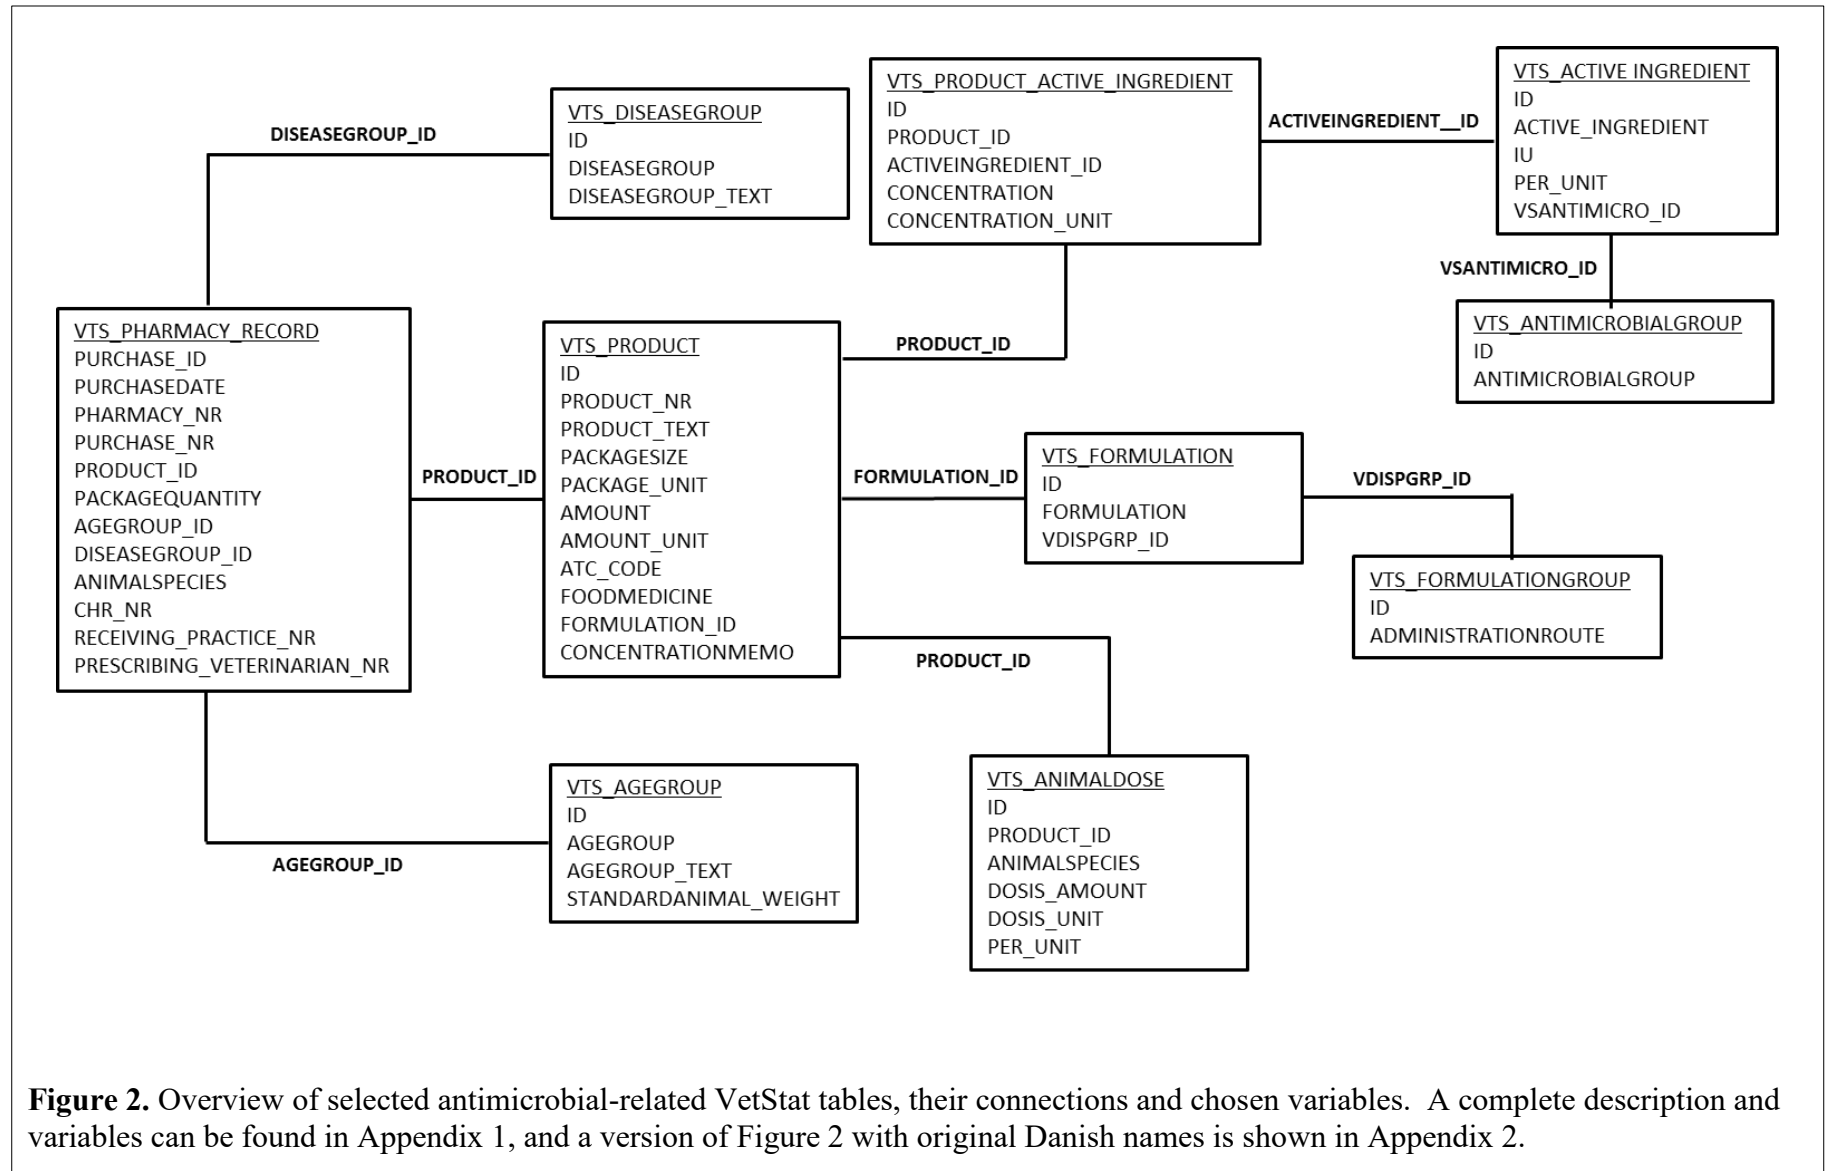 DISEASEGROUP_ID
VTS_DISEASEGROUP
ID
DISEASEGROUP
DISEASEGROUP_TEXT
VTS_PRODUCT_ACTIVE_INGREDIENT
ID
PRODUCT_ID
ACTIVEINGREDIENT_ID
CONCENTRATION
CONCENTRATION_UNIT
ACTIVEINGREDIENT__ID
VTS_ACTIVE INGREDIENT
ID
ACTIVE_INGREDIENT
IU
PER_UNIT
VSANTIMICRO_ID
VSANTIMICRO_ID
VTS_ANTIMICROBIALGROUP
ID
ANTIMICROBIALGROUP
VTS_PHARMACY_RECORD
PURCHASE_ID
PURCHASEDATE
PHARMACY_NR
PURCHASE_NR
PRODUCT_ID
PACKAGEQUANTITY
AGEGROUP_ID
DISEASEGROUP_ID
ANIMALSPECIES
CHR_NR
RECEIVING_PRACTICE_NR
PRESCRIBING_VETERINARIAN_NR
PRODUCT_ID
VTS_PRODUCT
ID
PRODUCT_NR
PRODUCT_TEXT
PACKAGESIZE
PACKAGE_UNIT
AMOUNT
AMOUNT_UNIT
ATC_CODE
FOODMEDICINE
FORMULATION_ID
CONCENTRATIONMEMO
PRODUCT_ID
FORMULATION_ID
VTS_FORMULATION
ID
FORMULATION
VDISPGRP_ID
VDISPGRP_ID
VTS_FORMULATIONGROUP
ID
ADMINISTRATIONROUTE
PRODUCT_ID
VTS_ANIMALDOSE
ID
PRODUCT_ID
ANIMALSPECIES
DOSIS_AMOUNT
DOSIS_UNIT
PER_UNIT
AGEGROUP_ID
VTS_AGEGROUP
ID
AGEGROUP
AGEGROUP_TEXT
STANDARDANIMAL_WEIGHT
Figure 2. Overview of selected antimicrobial-related VetStat tables, their connections and chosen variables.  A complete description and
variables can be found in Appendix 1, and a version of Figure 2 with original Danish names is shown in Appendix 2.